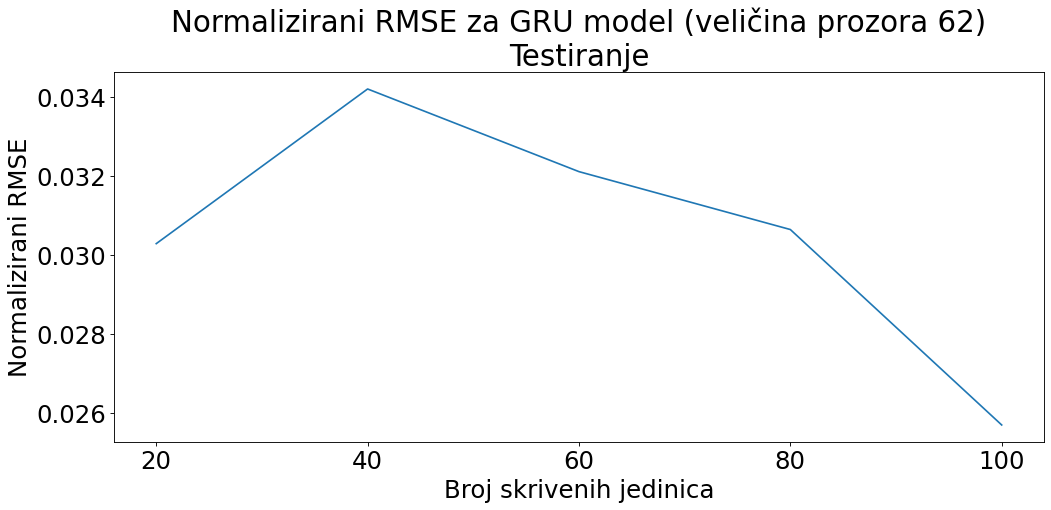 Normalizirani RMSE za GRU model (veličina prozora 62)
Testiranje
Normalizirani RMSE
0.034
0.032
0.030
0.028
0.026
20 40 60 80 100
Broj skrivenih jedinica